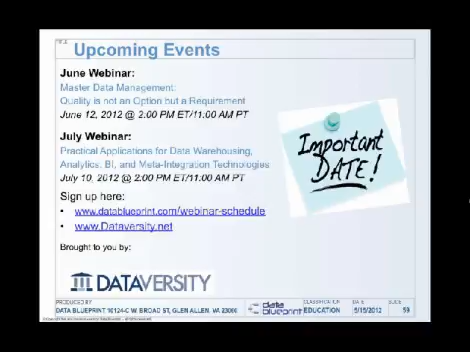 TITLE
Upcoming Events
June Webinar:
Master Data Management:
Quality is not an Option but a Requirement
June 12, 2012 @ 2:00 PM ET/11:00 AM PT
July Webinar:
Practical Applications for Data Warehousing,
Analytics, BI, and Meta-Integration Technologies
July 10, 2012 @ 2:00 PM ET/11:00 AM PT
Important
DATE!
Sign up here:
• www.datablueprint.com/webinar-schedule
• www.Dataversity.net
Brought to you by:
DATAVERSITY
PRODUCED BY
DATA BLUEPRINT 10124-C W. BROAD ST, GLEN ALLEN, VA 23060
data
blueprint
CLASSIFICATION
EDUCATION
DATE
5/15/2012
SLIDE
59